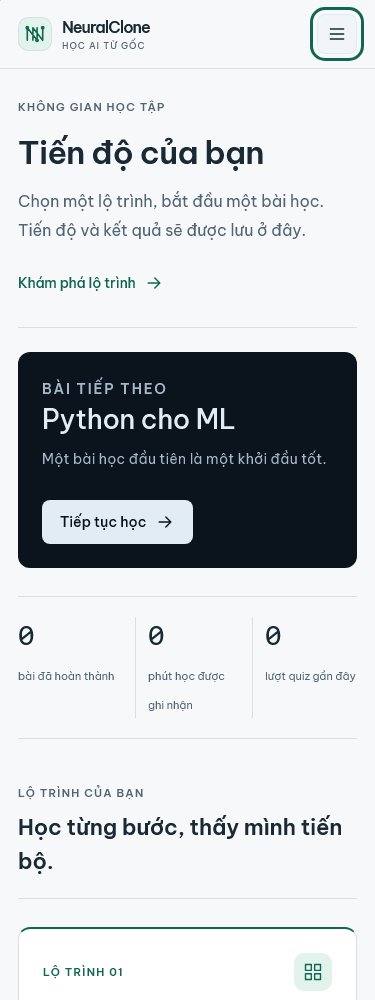 NeuralClone
HỌC AI TỪ GỐC
KHÔNG GIAN HỌC TẬP
Tiến độ của bạn
Chọn một lộ trình, bắt đầu một bài học.
Tiến độ và kết quả sẽ được lưu ở đây.
Khám phá lộ trình
BÀI TIẾP THEO
Python cho ML
Một bài học đầu tiên là một khởi đầu tốt.
Tiếp tục học
0
bài đã hoàn thành
0
phút học được
ghi nhận
0
lượt quiz gần đây
LỘ TRÌNH CỦA BẠN
Học từng bước, thấy mình tiến
bộ.
LỘ TRÌNH 01